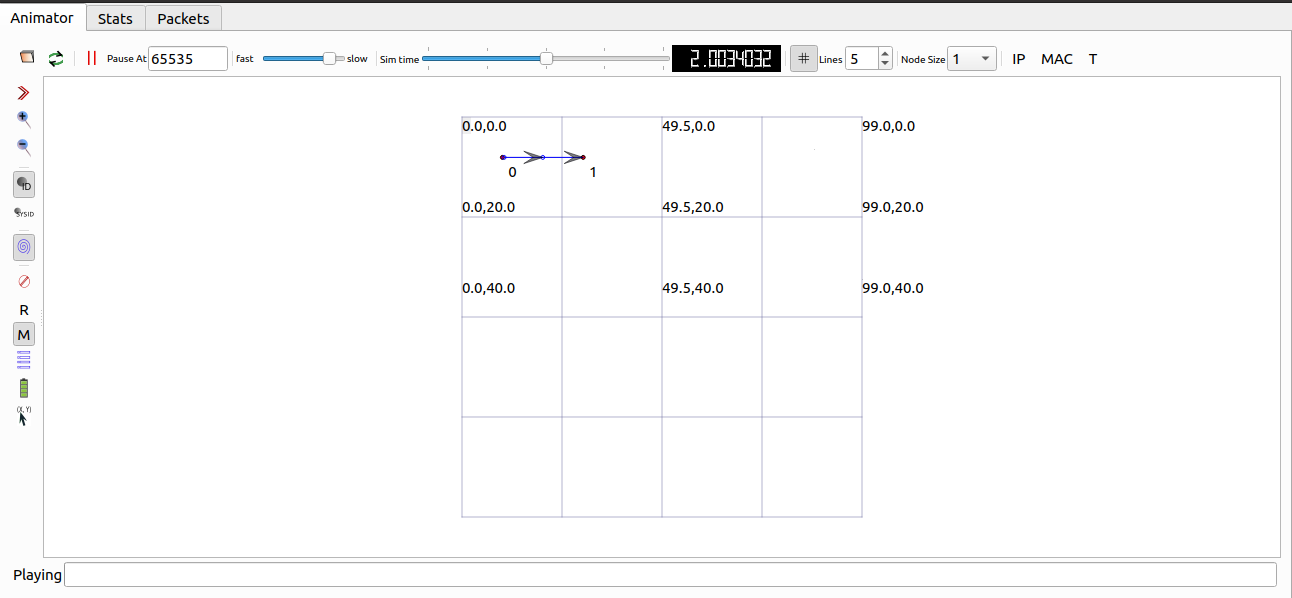 Animator Stats Packets
Pause At 65535 fast slow Sim time 2.0034032 # Lines 5 Node Size 1 IP MAC T
ID
SYSID
R
M
(X, Y)
0.0,0.0 49.5,0.0 99.0,0.0
0 1
0.0,20.0 49.5,20.0 99.0,20.0
0.0,40.0 49.5,40.0 99.0,40.0
Playing